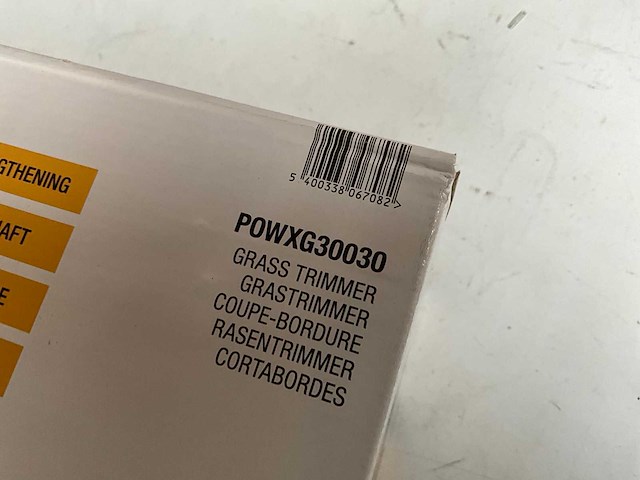 GTHENING
AFT
E
5 400338 067082 >
POWXG30030
GRASS TRIMMER
GRASTRIMMER
COUPE-BORDURE
RASENTRIMMER
CORTABORDES